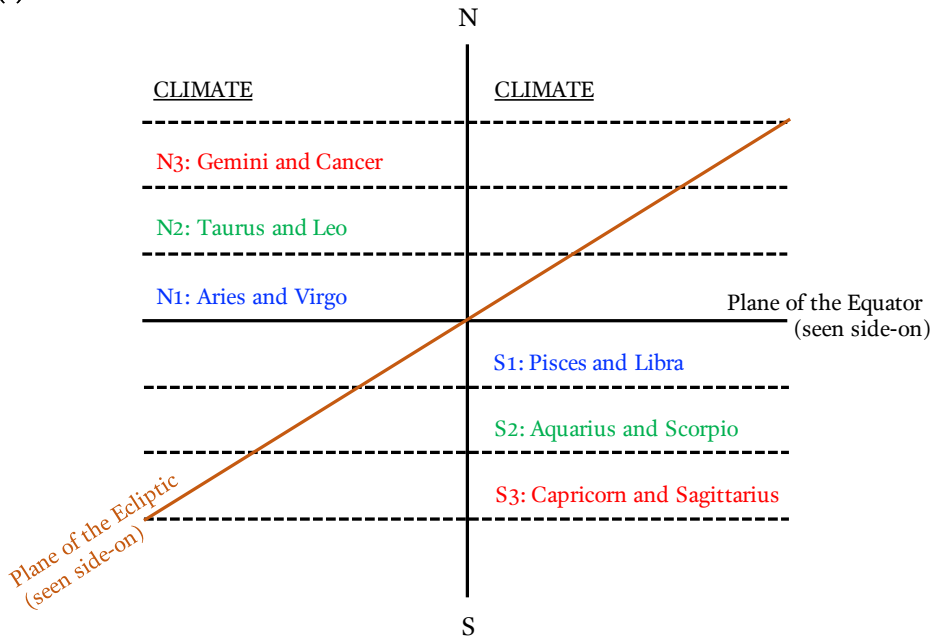 N
CLIMATE
CLIMATE
N3: Gemini and Cancer
N2: Taurus and Leo
N1: Aries and Virgo
Plane of the Equator
(seen side-on)
S1: Pisces and Libra
S2: Aquarius and Scorpio
S3: Capricorn and Sagittarius
Plane of the Ecliptic
(seen side-on)
S